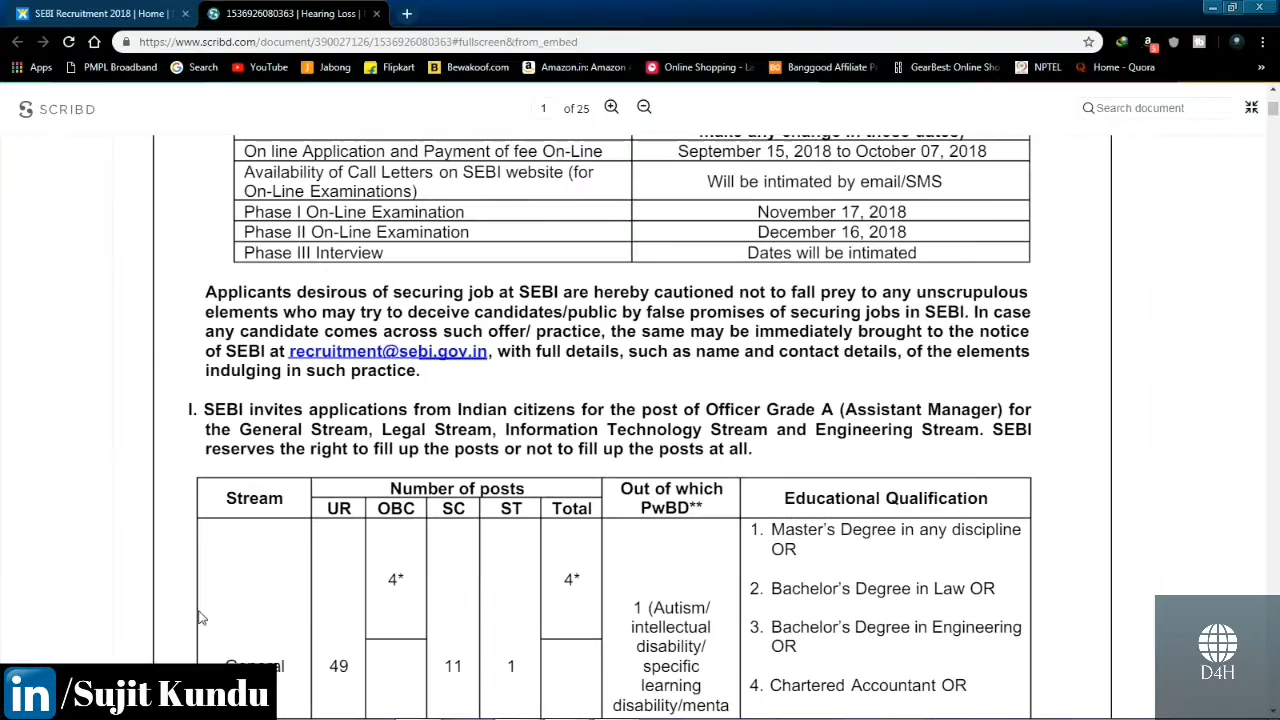 SEBI Recruitment 2018 | Home |
1536926080363 | Hearing Loss |
https://www.scribd.com/document/390027126/1536926080363#fullscreen&from_embed
Apps PMPL Broadband Search YouTube Jabong Flipkart Bewakoof.com Amazon.in: Amazon Online Shopping - L Banggood Affiliate P GearBest: Online Sho NPTEL Home - Quora
SCRIBD 1 of 25 Search document
make any change in these dates)
On line Application and Payment of fee On-Line September 15, 2018 to October 07, 2018
Availability of Call Letters on SEBI website (for
On-Line Examinations) Will be intimated by email/SMS
Phase I On-Line Examination November 17, 2018
Phase II On-Line Examination December 16, 2018
Phase III Interview Dates will be intimated
Applicants desirous of securing job at SEBI are hereby cautioned not to fall prey to any unscrupulous
elements who may try to deceive candidates/public by false promises of securing jobs in SEBI. In case
any candidate comes across such offer/ practice, the same may be immediately brought to the notice
of SEBI at recruitment@sebi.gov.in, with full details, such as name and contact details, of the elements
indulging in such practice.
I. SEBI invites applications from Indian citizens for the post of Officer Grade A (Assistant Manager) for
the General Stream, Legal Stream, Information Technology Stream and Engineering Stream. SEBI
reserves the right to fill up the posts or not to fill up the posts at all.
Stream Number of posts Out of which PwBD** Educational Qualification
UR OBC SC ST Total
General 49 4* 11 1 4*
1 (Autism/
intellectual
disability/
specific
learning
disability/menta
1. Master's Degree in any discipline
OR
2. Bachelor's Degree in Law OR
3. Bachelor's Degree in Engineering
OR
4. Chartered Accountant OR
in /Sujit Kundu
D4H